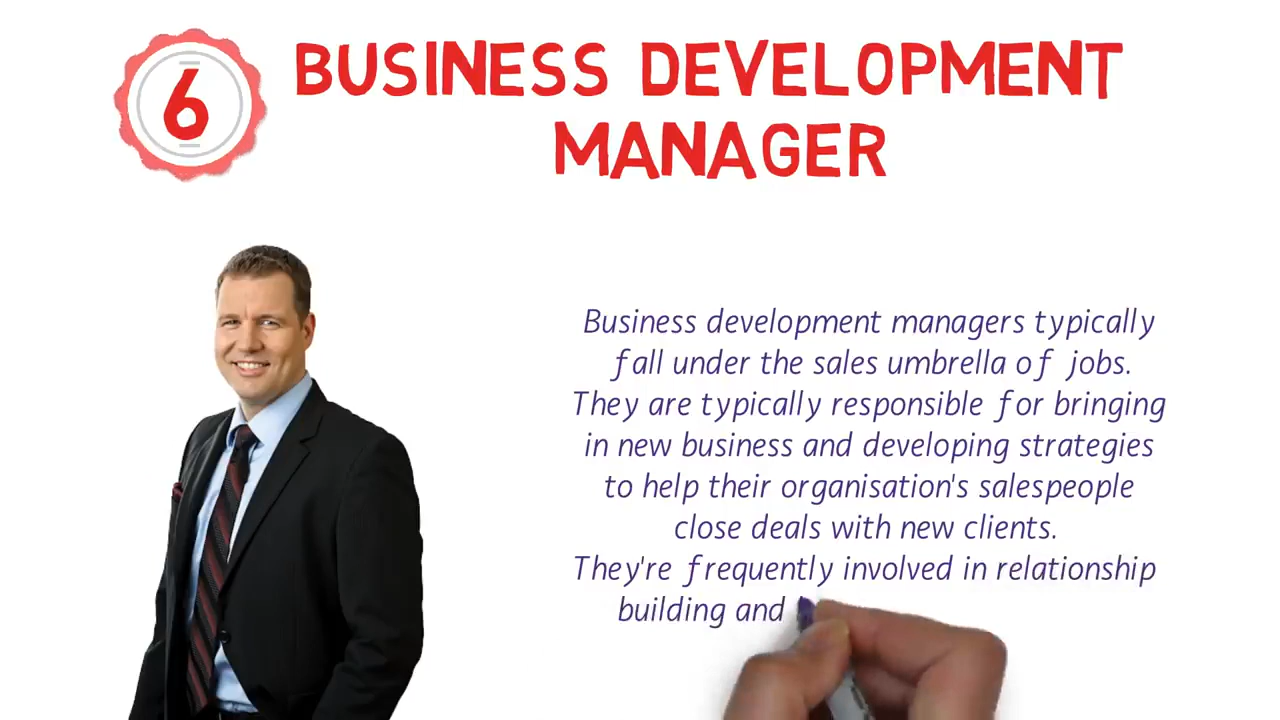 6
BUSINESS DEVELOPMENT
MANAGER
Business development managers typically
fall under the sales umbrella of jobs.
They are typically responsible for bringing
in new business and developing strategies
to help their organisation's salespeople
close deals with new clients.
They're frequently involved in relationship
building and